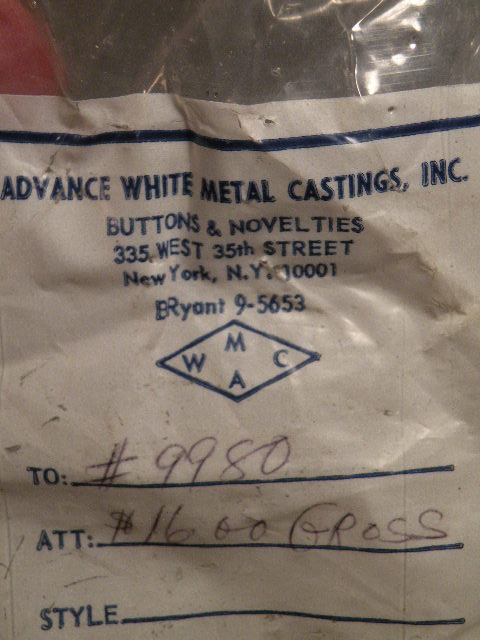 ADVANCE WHITE METAL CASTINGS, INC.
BUTTONS & NOVELTIES
335 WEST 35th STREET
New York, N.Y. 10001
BRyant 9-5653
M
W C
A
TO: # 9980
ATT: $16 00 GROSS
STYLE